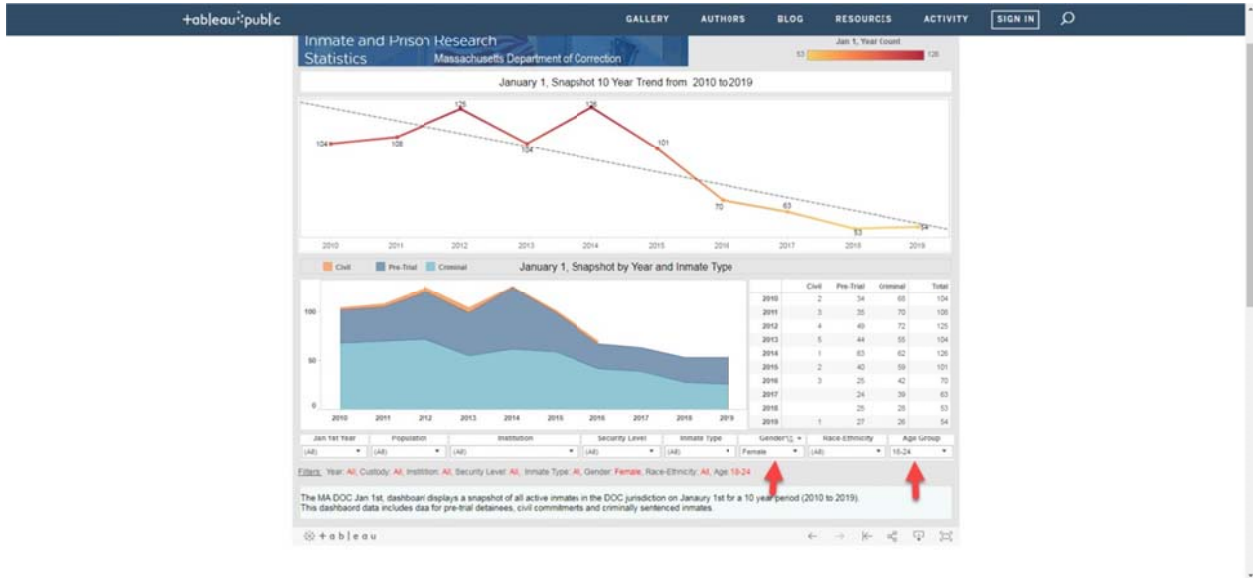 +ableau public
GALLERY AUTHORS BLOG RESOURCES ACTIVITY SIGN IN
Inmate and Prison Research
Statistics Massachusetts Department of Correction
Jan 1, Year Count
53 126
January 1, Snapshot 10 Year Trend from 2010 to2019
104 108 125 104 126 101 70 63 53 54
2010 2011 2012 2013 2014 2015 2016 2017 2018 2019
Civil Pre-Trial Criminal January 1, Snapshot by Year and Inmate Type
100
50
0
2010 2011 2012 2013 2014 2015 2016 2017 2018 2019
Civil Pre-Trial Criminal Total
2010 2 34 68 104
2011 3 35 70 108
2012 4 49 72 125
2013 5 44 55 104
2014 1 63 62 126
2015 2 40 59 101
2016 3 25 42 70
2017 24 39 63
2018 25 28 53
2019 1 27 26 54
Jan 1st Year Population Institution Security Level Inmate Type Gender Race-Ethnicity Age Group
(All) (All) (All) (All) (All) Female (All) 18-24
Filters: Year: All, Custody: All, Institition: All, Security Level: All, Inmate Type: Al, Gender: Female, Race-Ethnicity: All, Age 18-24
The MA DOC Jan 1st, dashboan displays a snapshot of all active inmates in the DOC jurisdiction on Janaury 1st for a 10 year period (2010 to 2019).
This dashbaord data includes daa for pre-trial detainees, civil commitments and criminally sentenced inmates.
+ableau